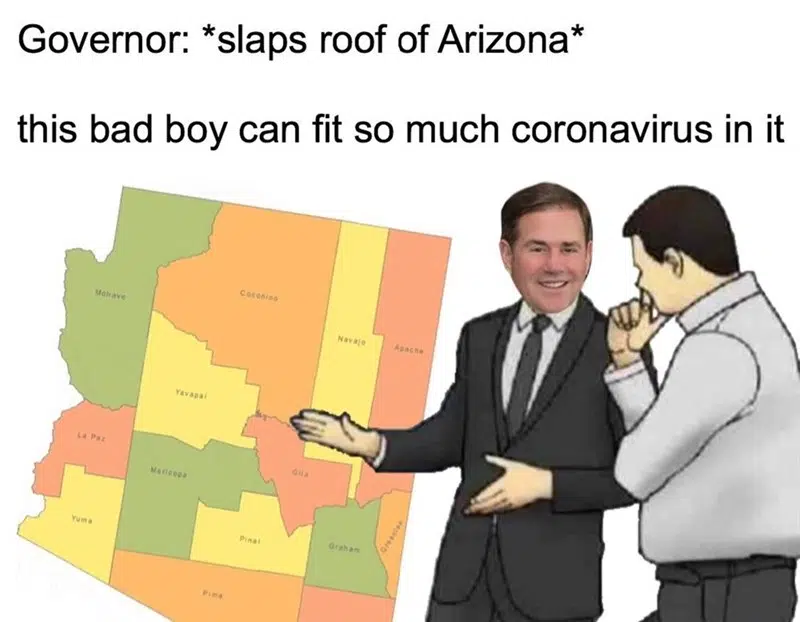 Governor: *slaps roof of Arizona*
this bad boy can fit so much coronavirus in it
Mohave
Coconino
Navajo
Apache
Yavapai
La Paz
Maricopa
Gila
Yuma
Pinal
Graham
Greenlee
Pima